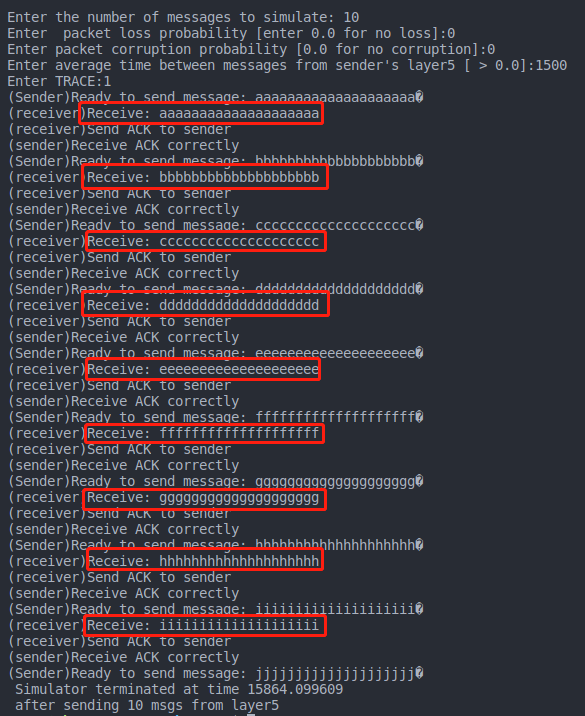 Enter the number of messages to simulate: 10
Enter  packet loss probability [enter 0.0 for no loss]:0
Enter packet corruption probability [0.0 for no corruption]:0
Enter average time between messages from sender's layer5 [ > 0.0]:1500
Enter TRACE:1
(Sender)Ready to send message: aaaaaaaaaaaaaaaaaaaa�
(receiver)Receive: aaaaaaaaaaaaaaaaaaaa
(receiver)Send ACK to sender
(sender)Receive ACK correctly
(Sender)Ready to send message: bbbbbbbbbbbbbbbbbbbb�
(receiver)Receive: bbbbbbbbbbbbbbbbbbbb
(receiver)Send ACK to sender
(sender)Receive ACK correctly
(Sender)Ready to send message: cccccccccccccccccccc�
(receiver)Receive: cccccccccccccccccccc
(receiver)Send ACK to sender
(sender)Receive ACK correctly
(Sender)Ready to send message: dddddddddddddddddddd�
(receiver)Receive: dddddddddddddddddddd
(receiver)Send ACK to sender
(sender)Receive ACK correctly
(Sender)Ready to send message: eeeeeeeeeeeeeeeeeeee�
(receiver)Receive: eeeeeeeeeeeeeeeeeeee
(receiver)Send ACK to sender
(sender)Receive ACK correctly
(Sender)Ready to send message: ffffffffffffffffffff�
(receiver)Receive: ffffffffffffffffffff
(receiver)Send ACK to sender
(sender)Receive ACK correctly
(Sender)Ready to send message: gggggggggggggggggggg�
(receiver)Receive: gggggggggggggggggggg
(receiver)Send ACK to sender
(sender)Receive ACK correctly
(Sender)Ready to send message: hhhhhhhhhhhhhhhhhhhh�
(receiver)Receive: hhhhhhhhhhhhhhhhhhhh
(receiver)Send ACK to sender
(sender)Receive ACK correctly
(Sender)Ready to send message: iiiiiiiiiiiiiiiiiiii�
(receiver)Receive: iiiiiiiiiiiiiiiiiiii
(receiver)Send ACK to sender
(sender)Receive ACK correctly
(Sender)Ready to send message: jjjjjjjjjjjjjjjjjjjj�
Simulator terminated at time 15864.099609
after sending 10 msgs from layer5